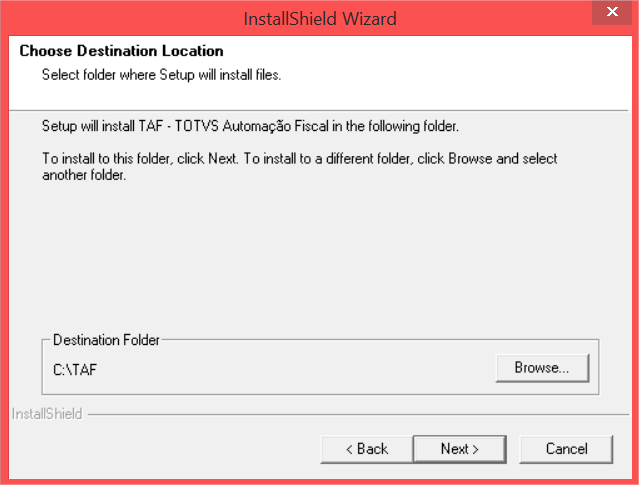 InstallShield Wizard
Choose Destination Location
Select folder where Setup will install files.
Setup will install TAF - TOTVS Automação Fiscal in the following folder.
To install to this folder, click Next. To install to a different folder, click Browse and select
another folder.
Destination Folder
C:\TAF
Browse...
InstallShield
< Back
Next >
Cancel